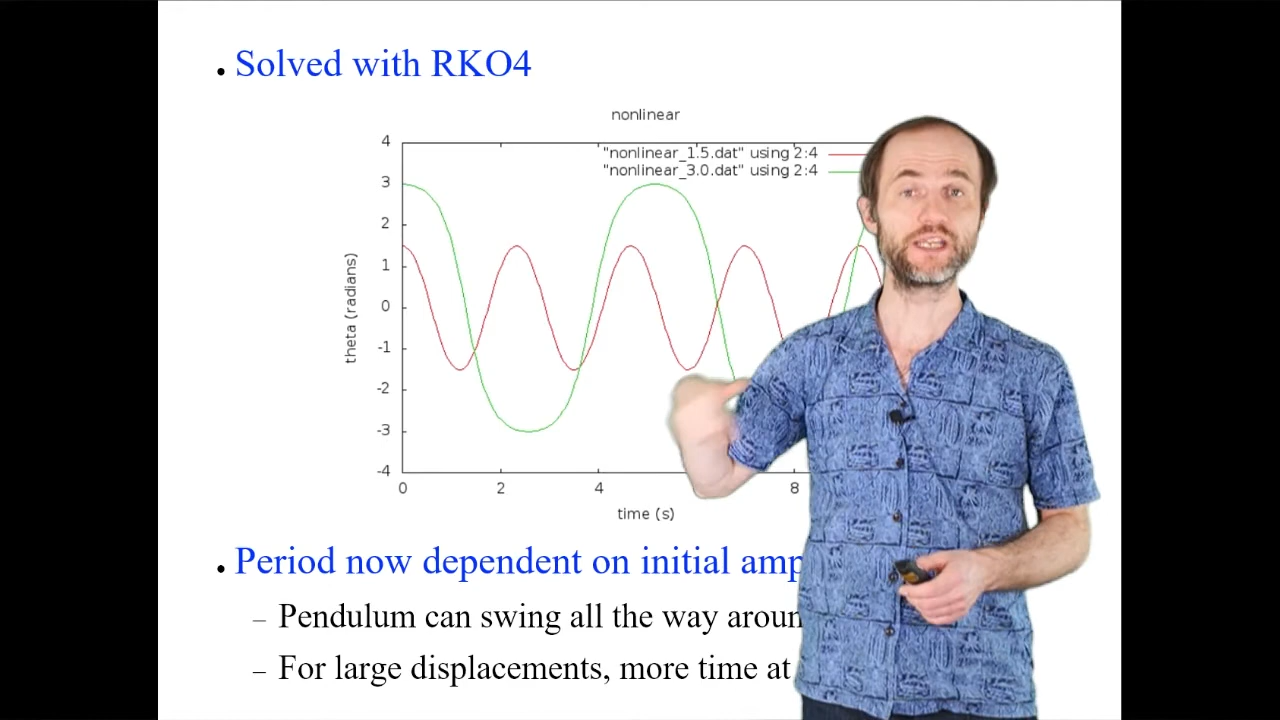 Solved with RKO4
nonlinear
"nonlinear_1.5.dat" using 2:4
"nonlinear_3.0.dat" using 2:4
4
3
2
1
0
-1
-2
-3
-4
theta (radians)
0 2 4 8
time (s)
Period now dependent on initial
– Pendulum can swing all the way
– For large displacements, more time at